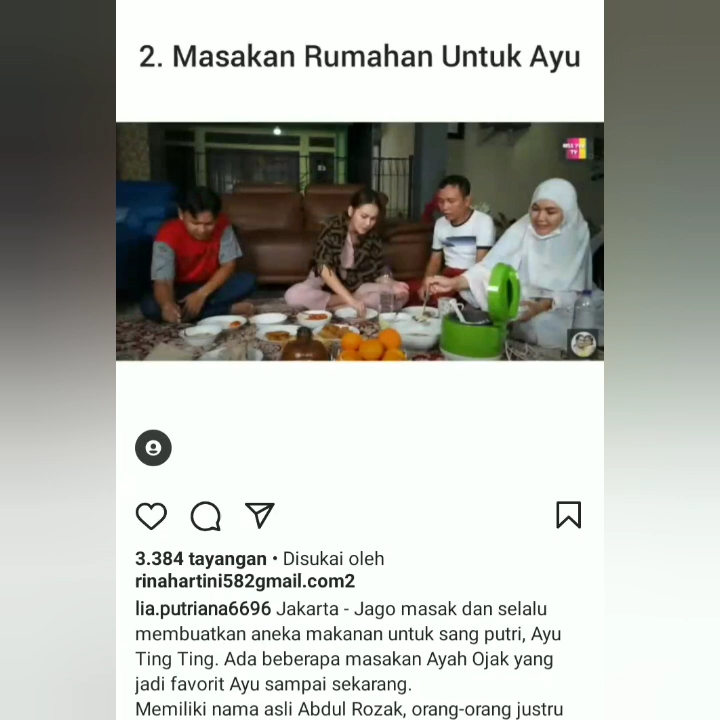 2. Masakan Rumahan Untuk Ayu
3.384 tayangan • Disukai oleh
rinahartini582gmail.com2
lia.putriana6696 Jakarta - Jago masak dan selalu
membuatkan aneka makanan untuk sang putri, Ayu
Ting Ting. Ada beberapa masakan Ayah Ojak yang
jadi favorit Ayu sampai sekarang.
Memiliki nama asli Abdul Rozak, orang-orang justru